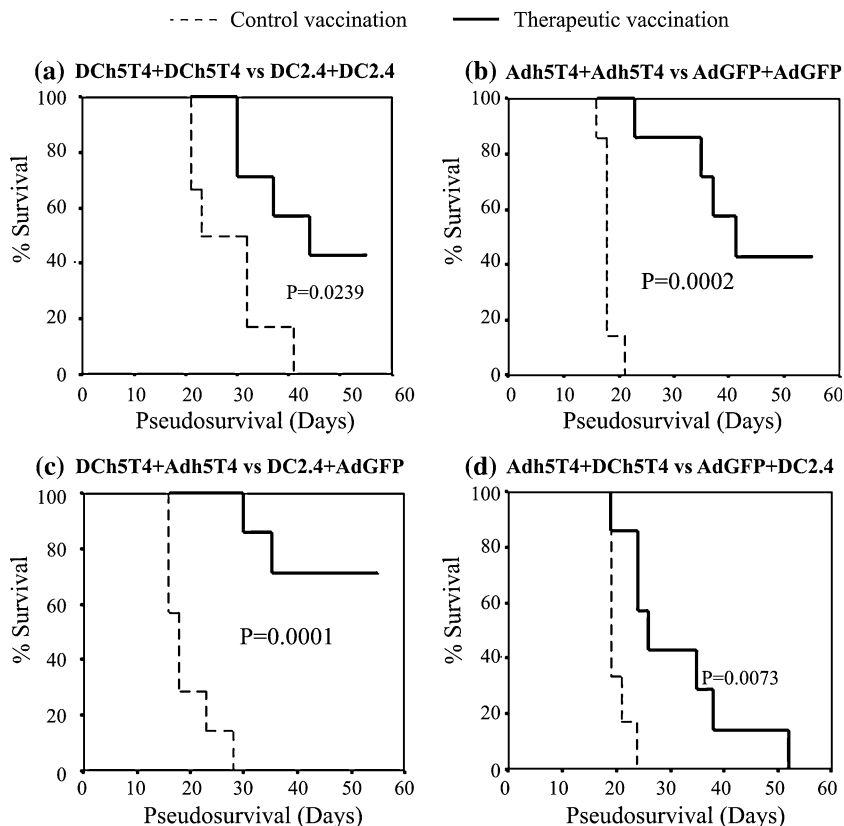 Control vaccination Therapeutic vaccination
(a) DCh5T4+DCh5T4 vs DC2.4+DC2.4
100
80
60
40
20
0
% Survival
P=0.0239
0 10 20 30 40 50 60
Pseudosurvival (Days)
(b) Adh5T4+Adh5T4 vs AdGFP+AdGFP
100
80
60
40
20
0
% Survival
P=0.0002
0 10 20 30 40 50 60
Pseudosurvival (Days)
(c) DCh5T4+Adh5T4 vs DC2.4+AdGFP
100
80
60
40
20
0
% Survival
P=0.0001
0 10 20 30 40 50 60
Pseudosurvival (Days)
(d) Adh5T4+DCh5T4 vs AdGFP+DC2.4
100
80
60
40
20
0
% Survival
P=0.0073
0 10 20 30 40 50 60
Pseudosurvival (Days)